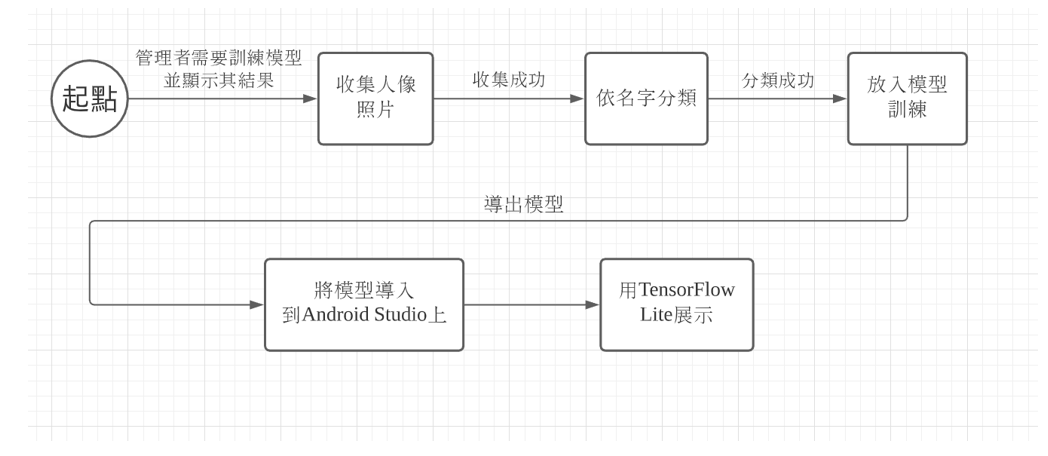 起點
管理者需要訓練模型
並顯示其結果
收集人像
照片
收集成功
依名字分類
分類成功
放入模型
訓練
導出模型
將模型導入
到Android Studio上
用TensorFlow
Lite展示